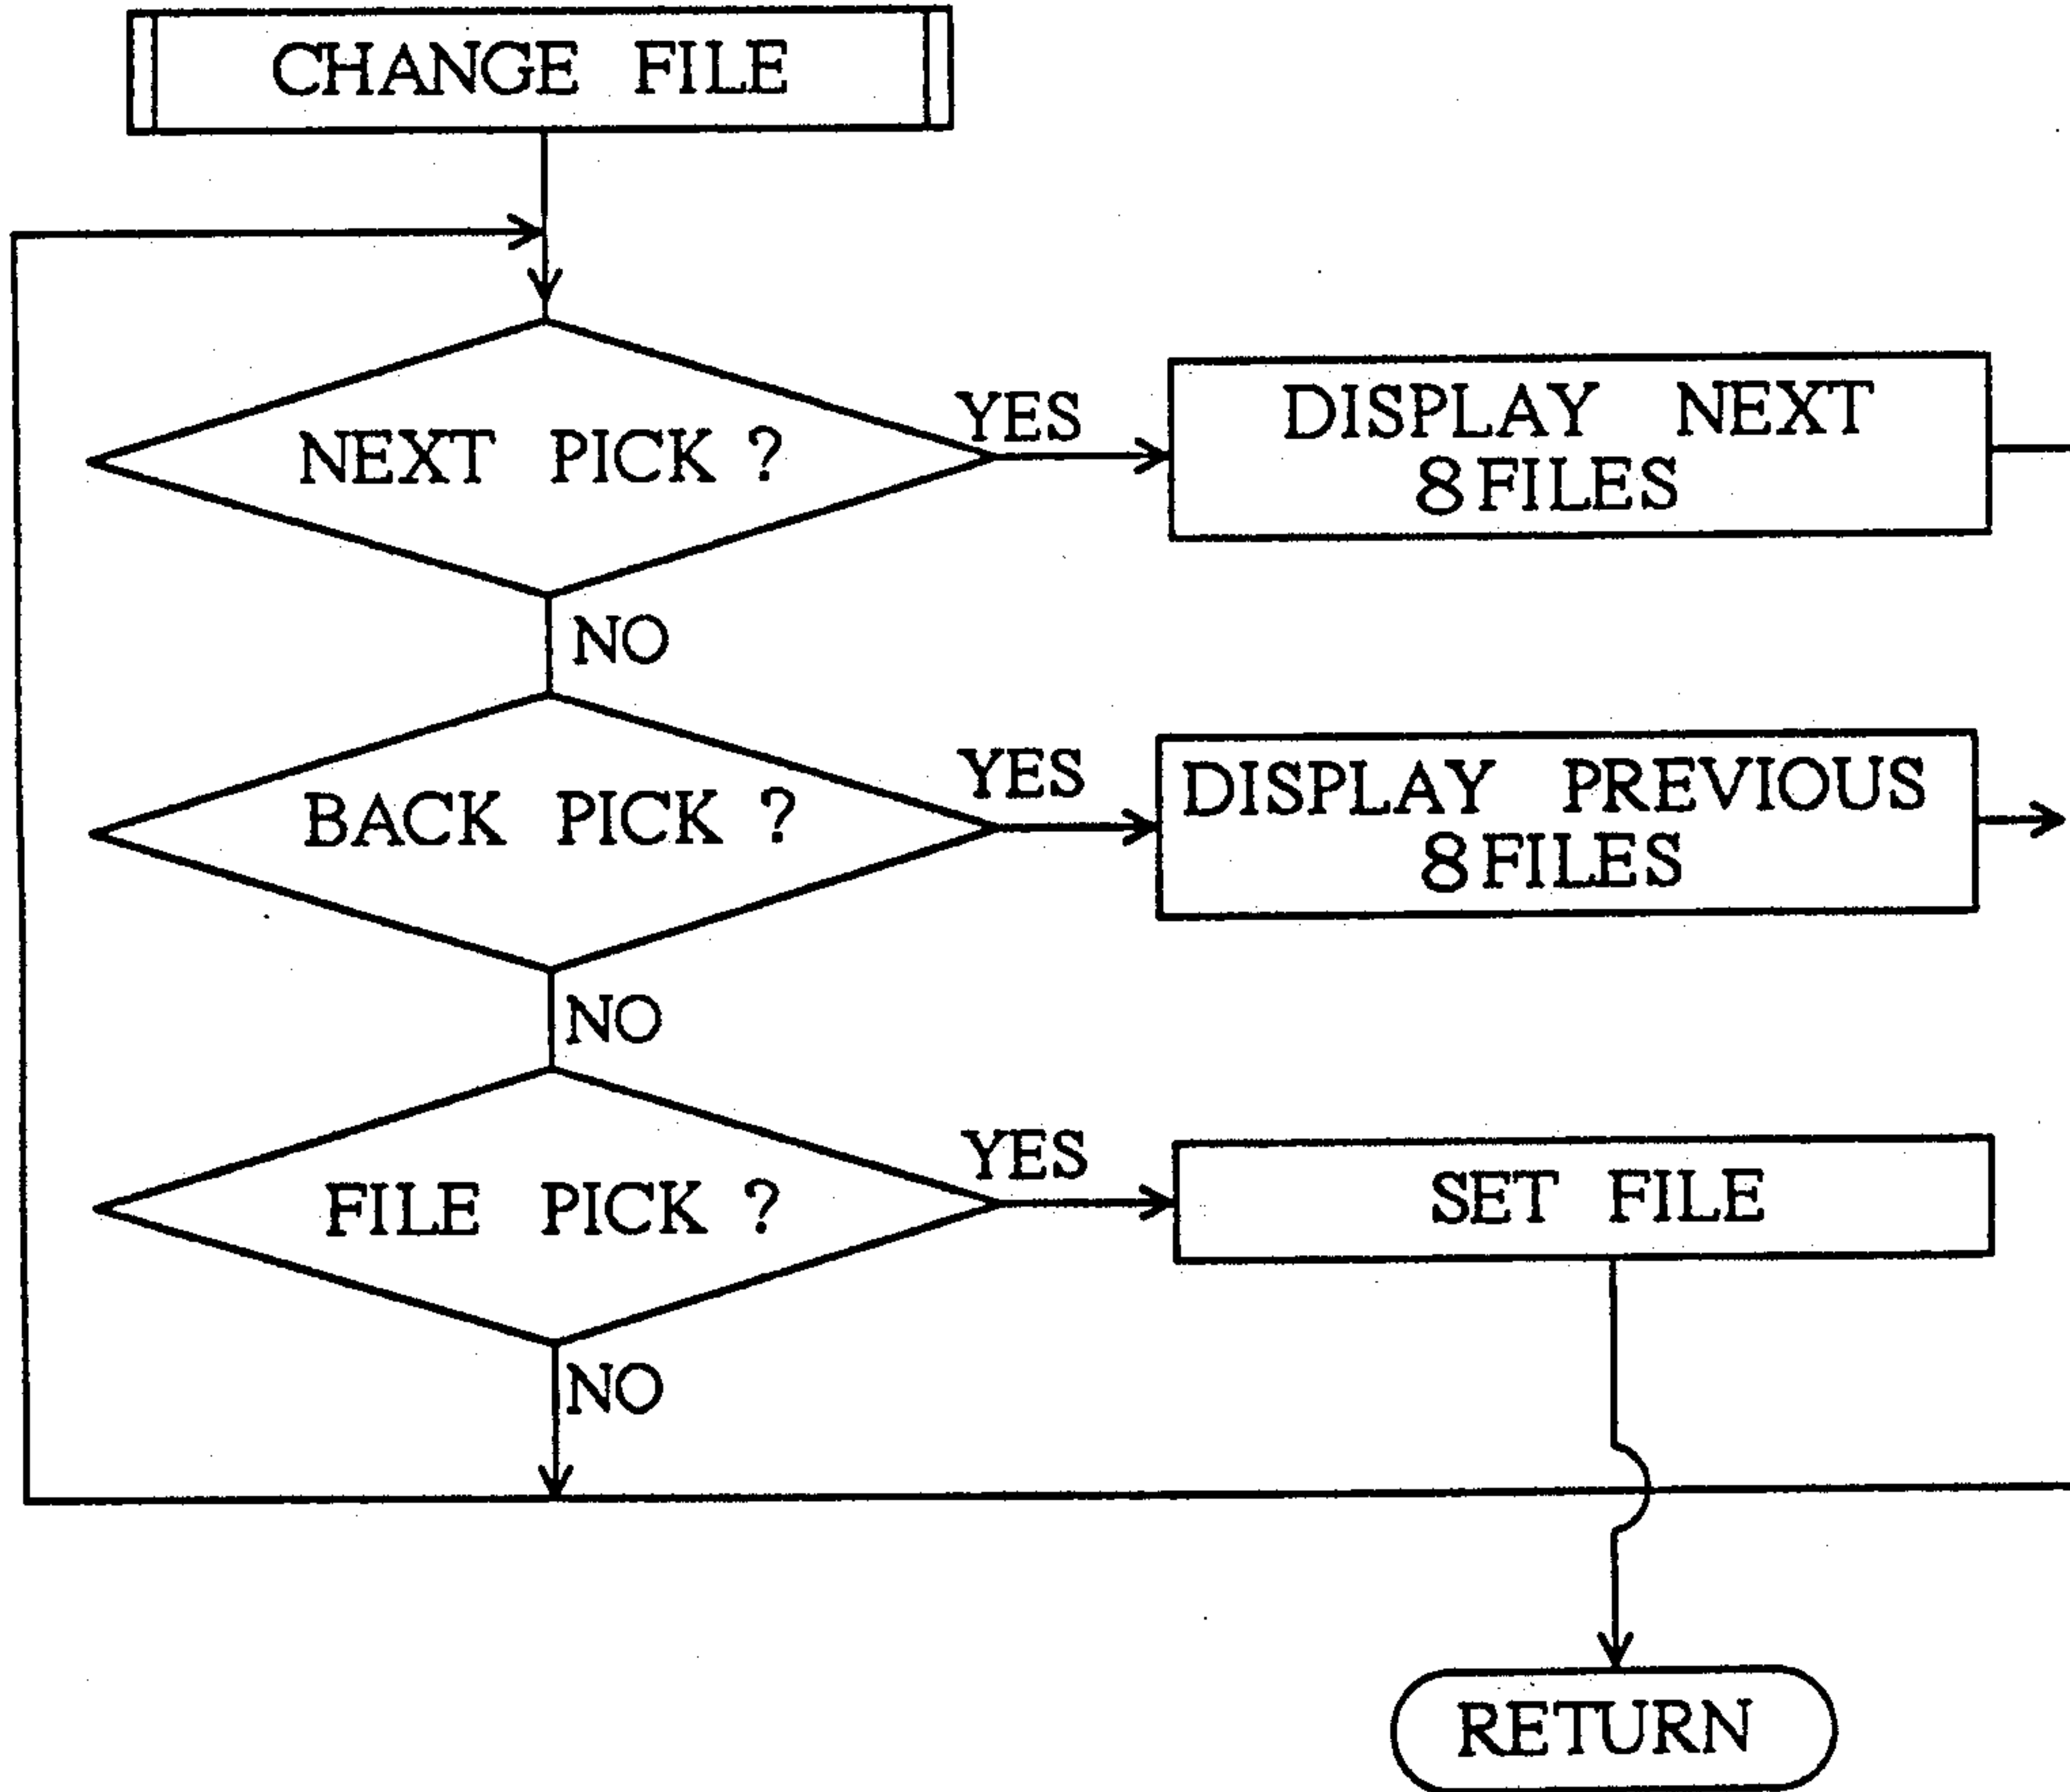 CHANGE FILE
NEXT PICK ?
YES
DISPLAY NEXT
8 FILES
NO
BACK PICK ?
YES
DISPLAY PREVIOUS
8 FILES
NO
FILE PICK ?
YES
SET FILE
NO
RETURN